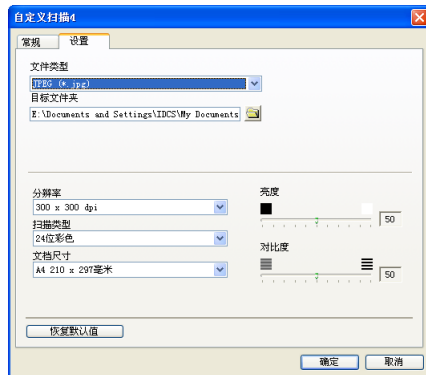 自定义扫描4
常规 设置
文件类型
JPEG (*.jpg)
目标文件夹
E:\Documents and Settings\IDCS\My Documents
分辨率
300 x 300 dpi
扫描类型
24位彩色
文档尺寸
A4 210 x 297毫米
亮度
50
对比度
50
恢复默认值
确定 取消